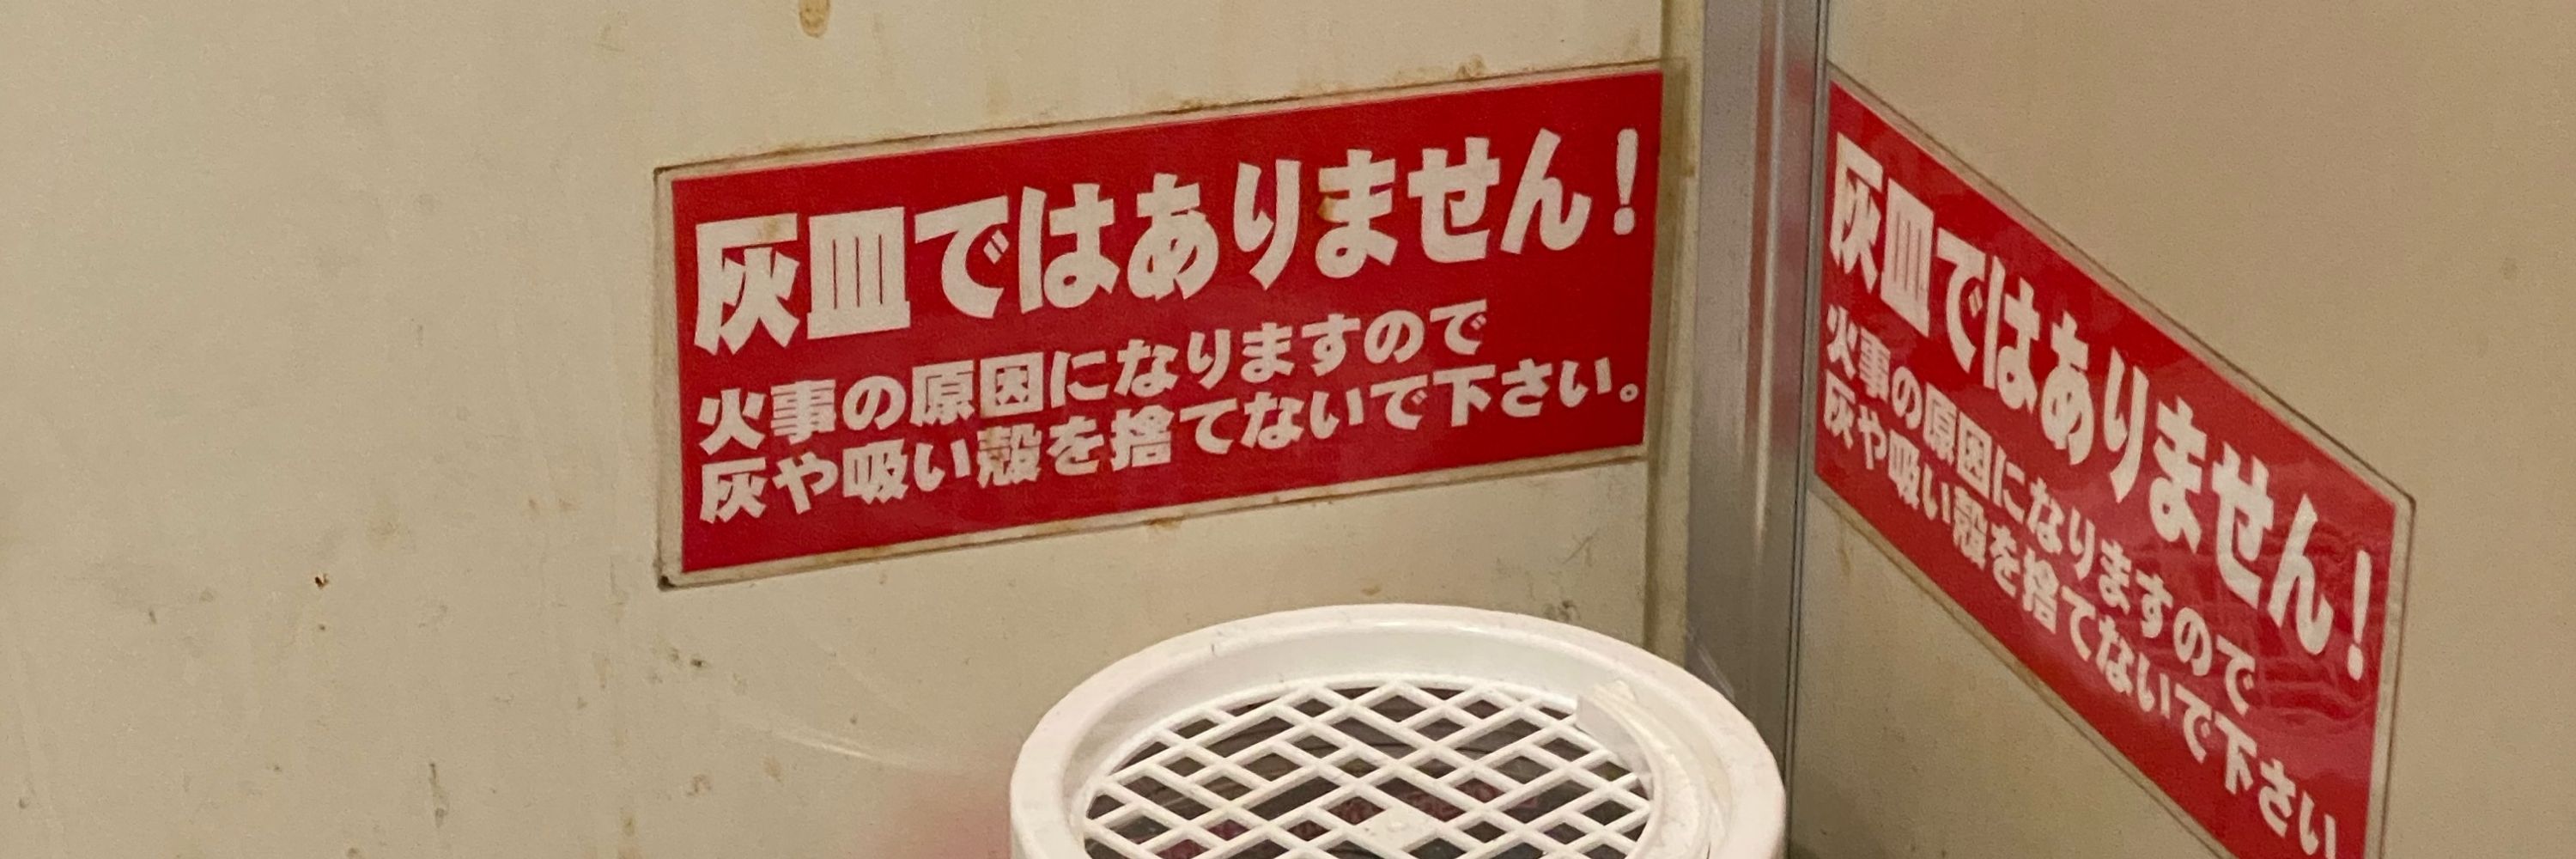 灰皿ではありません!
火事の原因になりますので
灰や吸い殻を捨てないで下さい。
灰皿ではありません!
火事の原因になりますので
灰や吸い殻を捨てないで下さい